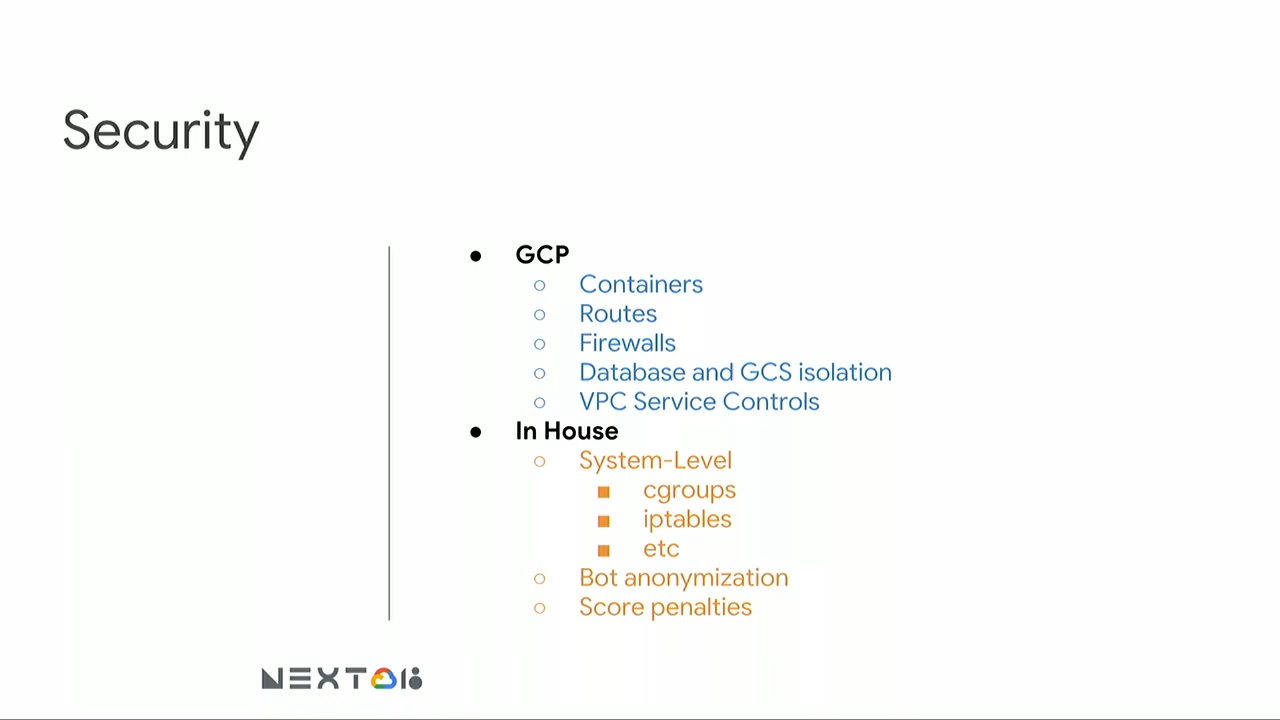 Security
● GCP
○ Containers
○ Routes
○ Firewalls
○ Database and GCS isolation
○ VPC Service Controls
● In House
○ System-Level
■ cgroups
■ iptables
■ etc
○ Bot anonymization
○ Score penalties
NEXT 18